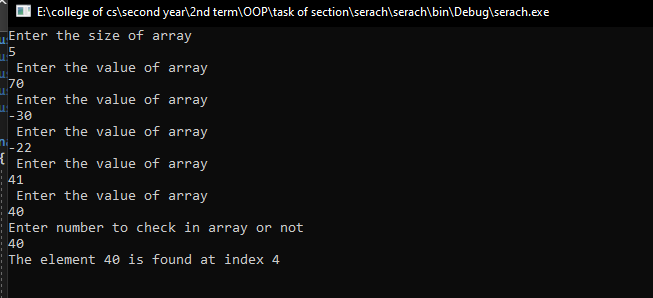 E:\college of cs\second year\2nd term\OOP\task of section\serach\serach\bin\Debug\serach.exe
Enter the size of array
5
Enter the value of array
70
Enter the value of array
-30
Enter the value of array
-22
Enter the value of array
41
Enter the value of array
40
Enter number to check in array or not
40
The element 40 is found at index 4